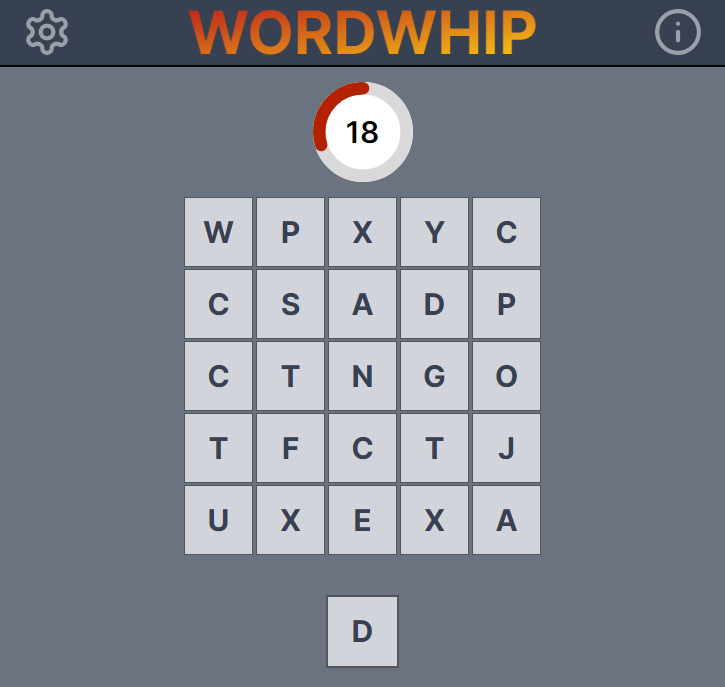 WORDWHIP
18
W P X Y C
C S A D P
C T N G O
T F C T J
U X E X A
D